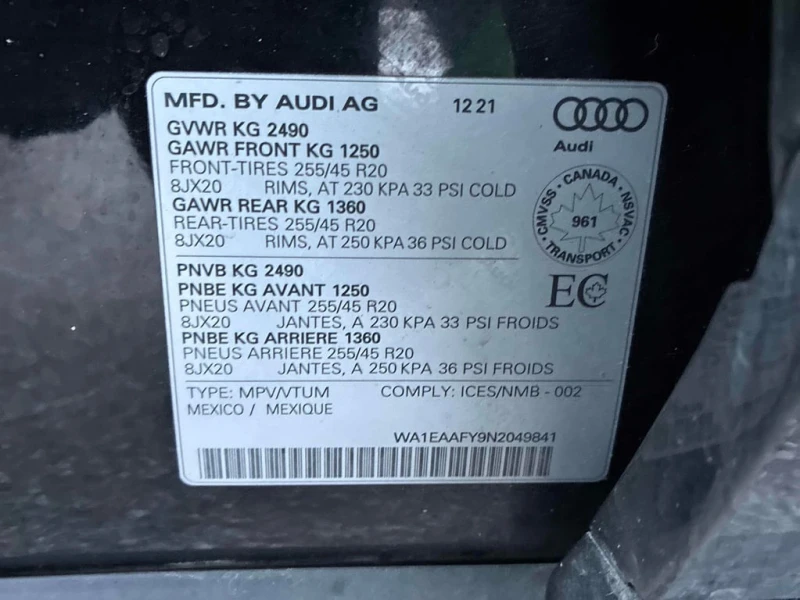 MFD. BY AUDI AG 12 21
Audi
GVWR KG 2490
GAWR FRONT KG 1250
FRONT-TIRES 255/45 R20
8JX20 RIMS, AT 230 KPA 33 PSI COLD
GAWR REAR KG 1360
REAR-TIRES 255/45 R20
8JX20 RIMS, AT 250 KPA 36 PSI COLD
CMVSS · CANADA · NSVAC · TRANSPORT ·
961
PNVB KG 2490
PNBE KG AVANT 1250
PNEUS AVANT 255/45 R20
8JX20 JANTES, A 230 KPA 33 PSI FROIDS
PNBE KG ARRIERE 1360
PNEUS ARRIERE 255/45 R20
8JX20 JANTES, A 250 KPA 36 PSI FROIDS
EC
TYPE: MPV/VTUM COMPLY: ICES/NMB - 002
MEXICO / MEXIQUE
WA1EAAFY9N2049841